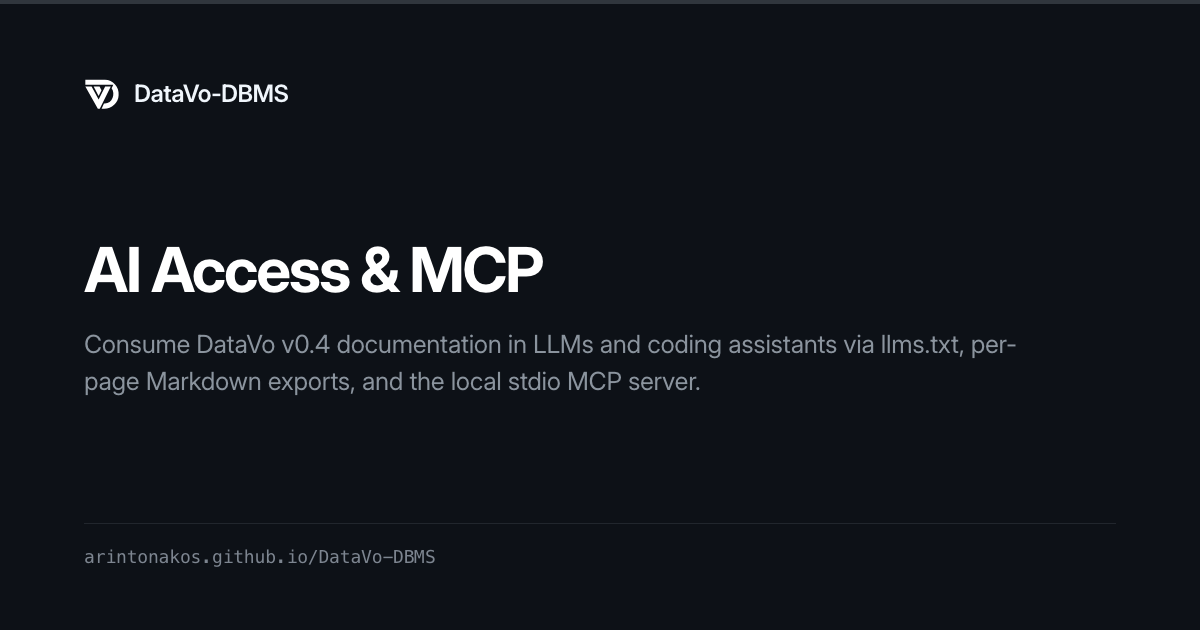 DataVo-DBMS
AI Access & MCP
Consume DataVo v0.4 documentation in LLMs and coding assistants via llms.txt, per-
page Markdown exports, and the local stdio MCP server.
arintonakos.github.io/DataVo-DBMS